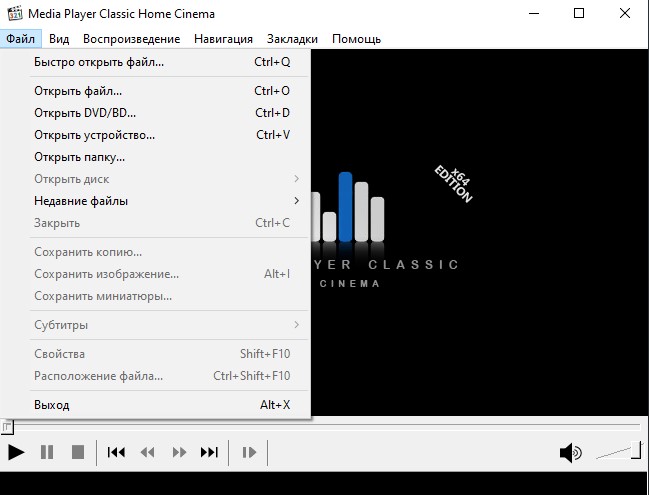 Media Player Classic Home Cinema
Файл Вид Воспроизведение Навигация Закладки Помощь
Быстро открыть файл... Ctrl+Q
Открыть файл... Ctrl+O
Открыть DVD/BD... Ctrl+D
Открыть устройство... Ctrl+V
Открыть папку...
Открыть диск
Недавние файлы
Закрыть Ctrl+C
Сохранить копию...
Сохранить изображение... Alt+I
Сохранить миниатюры...
Субтитры
Свойства Shift+F10
Расположение файла... Ctrl+Shift+F10
Выход Alt+X
x64
EDITION
YER CLASSIC
CINEMA